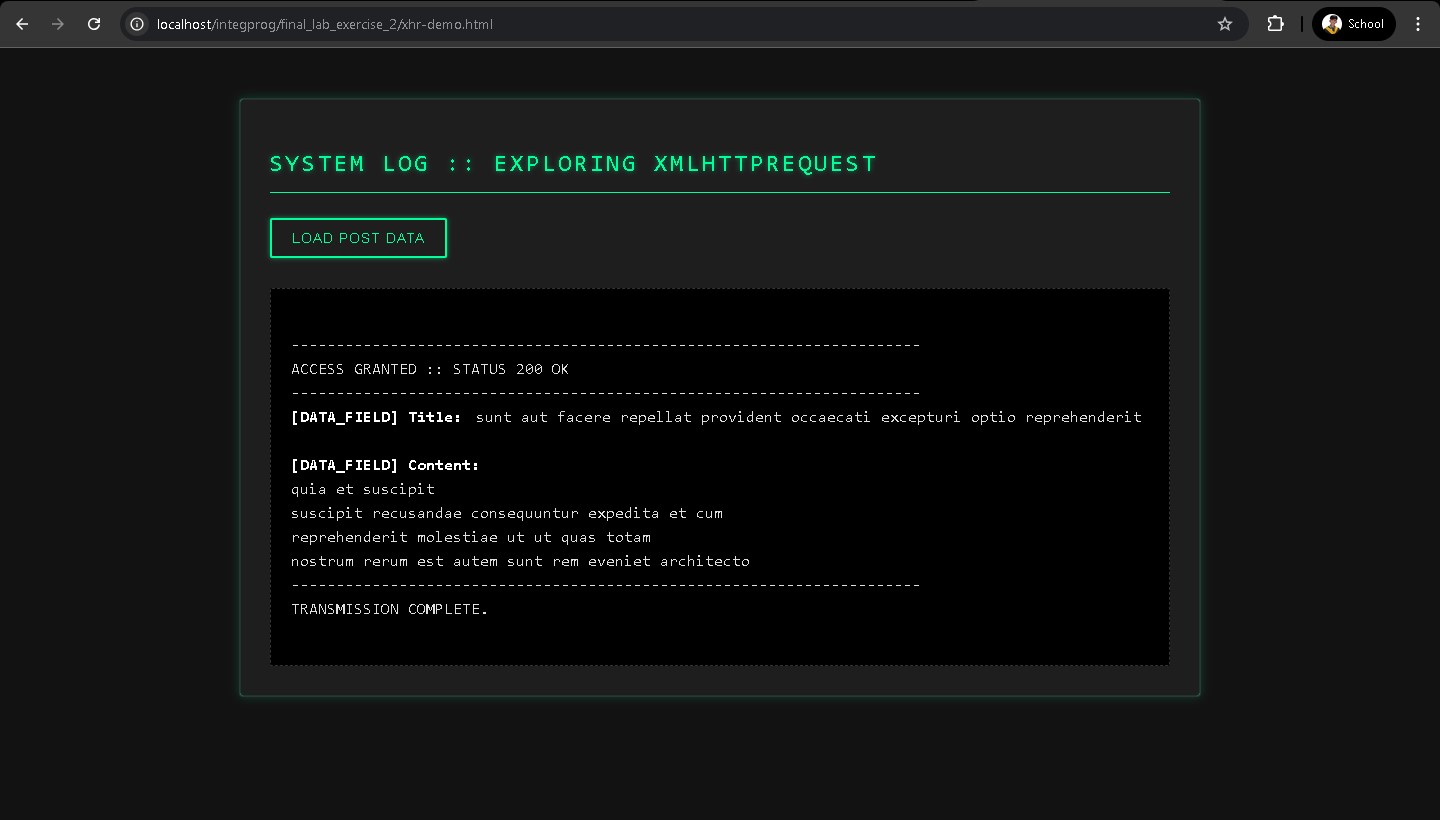 localhost/integprog/final_lab_exercise_2/xhr-demo.html
School
SYSTEM LOG :: EXPLORING XMLHTTPREQUEST
LOAD POST DATA
----------------------------------------------------------------------
ACCESS GRANTED :: STATUS 200 OK
----------------------------------------------------------------------
[DATA_FIELD] Title: sunt aut facere repellat provident occaecati excepturi optio reprehenderit
[DATA_FIELD] Content:
quia et suscipit
suscipit recusandae consequuntur expedita et cum
reprehenderit molestiae ut ut quas totam
nostrum rerum est autem sunt rem eveniet architecto
----------------------------------------------------------------------
TRANSMISSION COMPLETE.